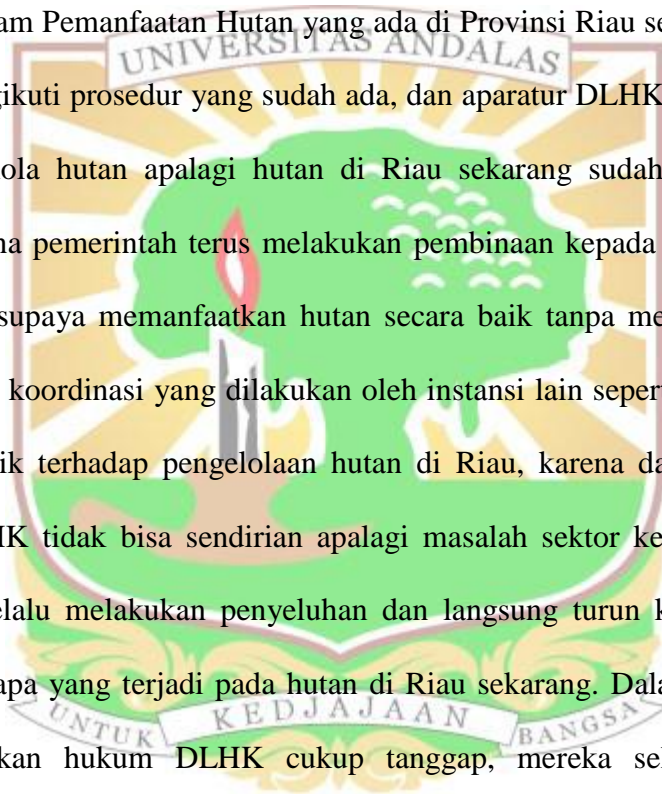 am Pemanfaatan Hutan yang ada di Provinsi Riau se
UNIVERSITAS ANDALAS
gikuti prosedur yang sudah ada, dan aparatur DLHK
ola hutan apalagi hutan di Riau sekarang sudah
na pemerintah terus melakukan pembinaan kepada
supaya memanfaatkan hutan secara baik tanpa me
koordinasi yang dilakukan oleh instansi lain seper
ik terhadap pengelolaan hutan di Riau, karena da
HK tidak bisa sendirian apalagi masalah sektor ke
elalu melakukan penyeluhan dan langsung turun k
apa yang terjadi pada hutan di Riau sekarang. Dala
UNTUK KEDJAJAAN BANGSA
kan hukum DLHK cukup tanggap, mereka se